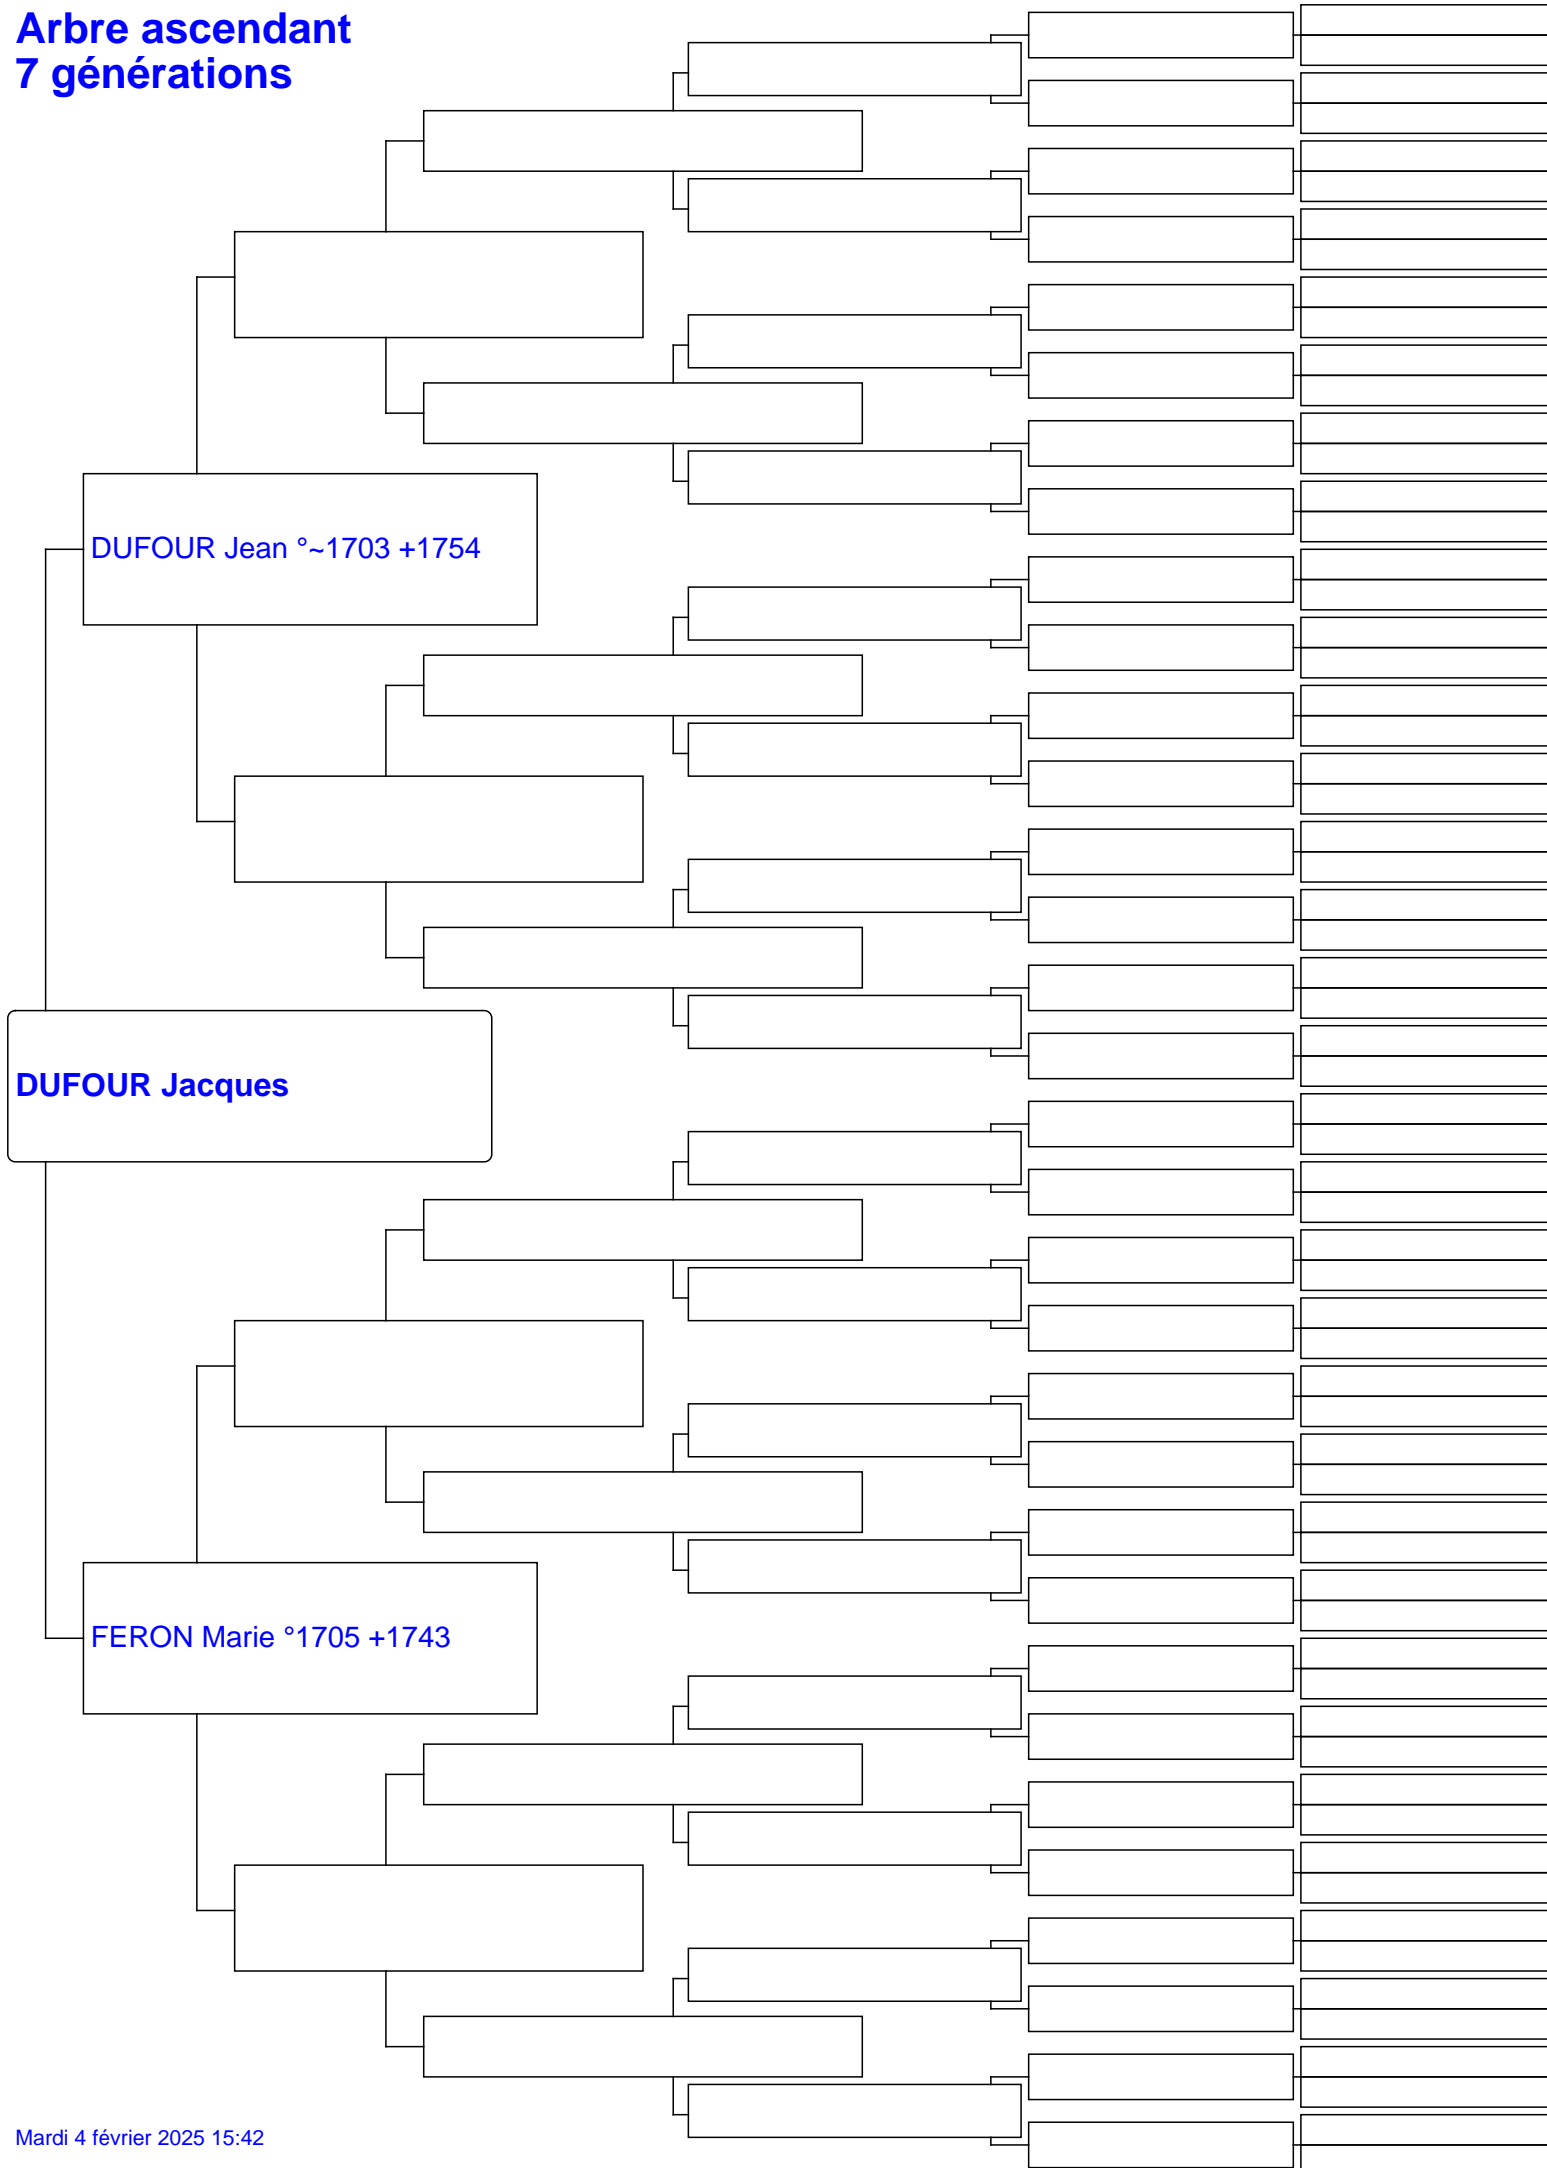 Arbre ascendant
7 générations
DUFOUR Jean °~1703 +1754
DUFOUR Jacques
FERON Marie °1705 +1743
Mardi 4 février 2025 15:42